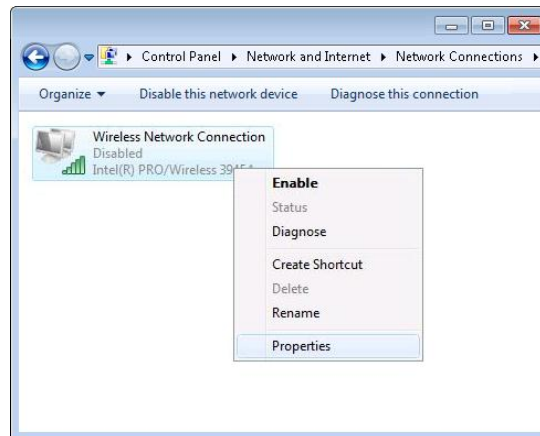 Control Panel Network and Internet Network Connections
Organize Disable this network device Diagnose this connection
Wireless Network Connection
Disabled
Intel(R) PRO/Wireless
Enable
Status
Diagnose
Create Shortcut
Delete
Rename
Properties